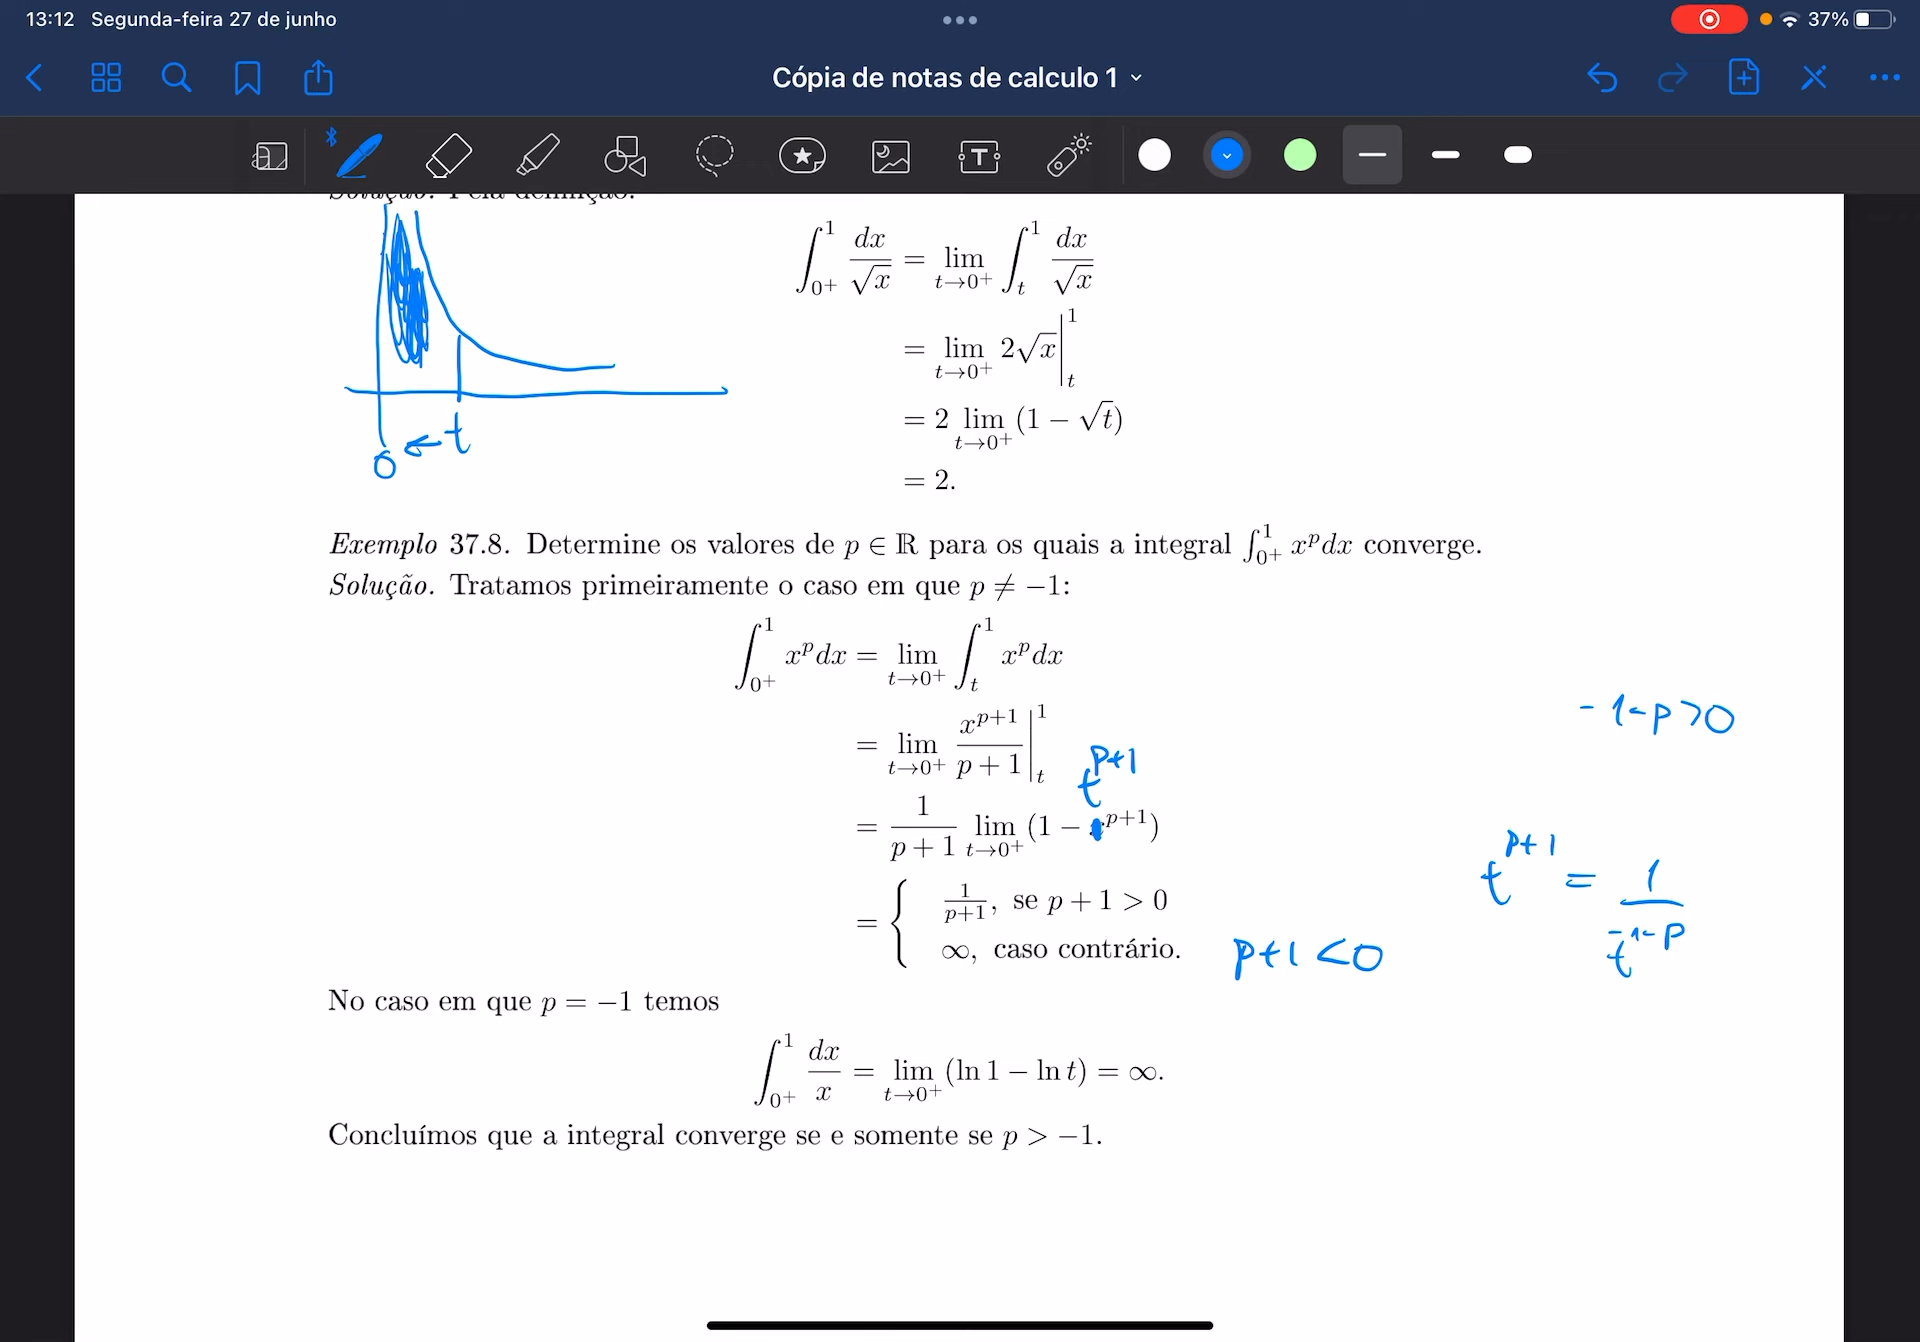 13:12 Segunda-feira 27 de junho
37%
Cópia de notas de calculo 1
Solução. Pela definição:
∫_{0+}^{1} dx/√x = lim_{t→0+} ∫_{t}^{1} dx/√x
= lim_{t→0+} 2√x |_{t}^{1}
= 2 lim_{t→0+} (1 − √t)
= 2.
0 ← t
Exemplo 37.8. Determine os valores de p ∈ ℝ para os quais a integral ∫_{0+}^{1} x^p dx converge.
Solução. Tratamos primeiramente o caso em que p ≠ −1:
∫_{0+}^{1} x^p dx = lim_{t→0+} ∫_{t}^{1} x^p dx
= lim_{t→0+} x^{p+1}/(p+1) |_{t}^{1}
-1-p>0
t^{p+1}
= 1/(p+1) lim_{t→0+} (1 − ^{p+1})
t^{p+1} = 1/t^{-1-p}
= { 1/(p+1), se p + 1 > 0
∞, caso contrário.
p+1<0
No caso em que p = −1 temos
∫_{0+}^{1} dx/x = lim_{t→0+} (ln 1 − ln t) = ∞.
Concluímos que a integral converge se e somente se p > −1.